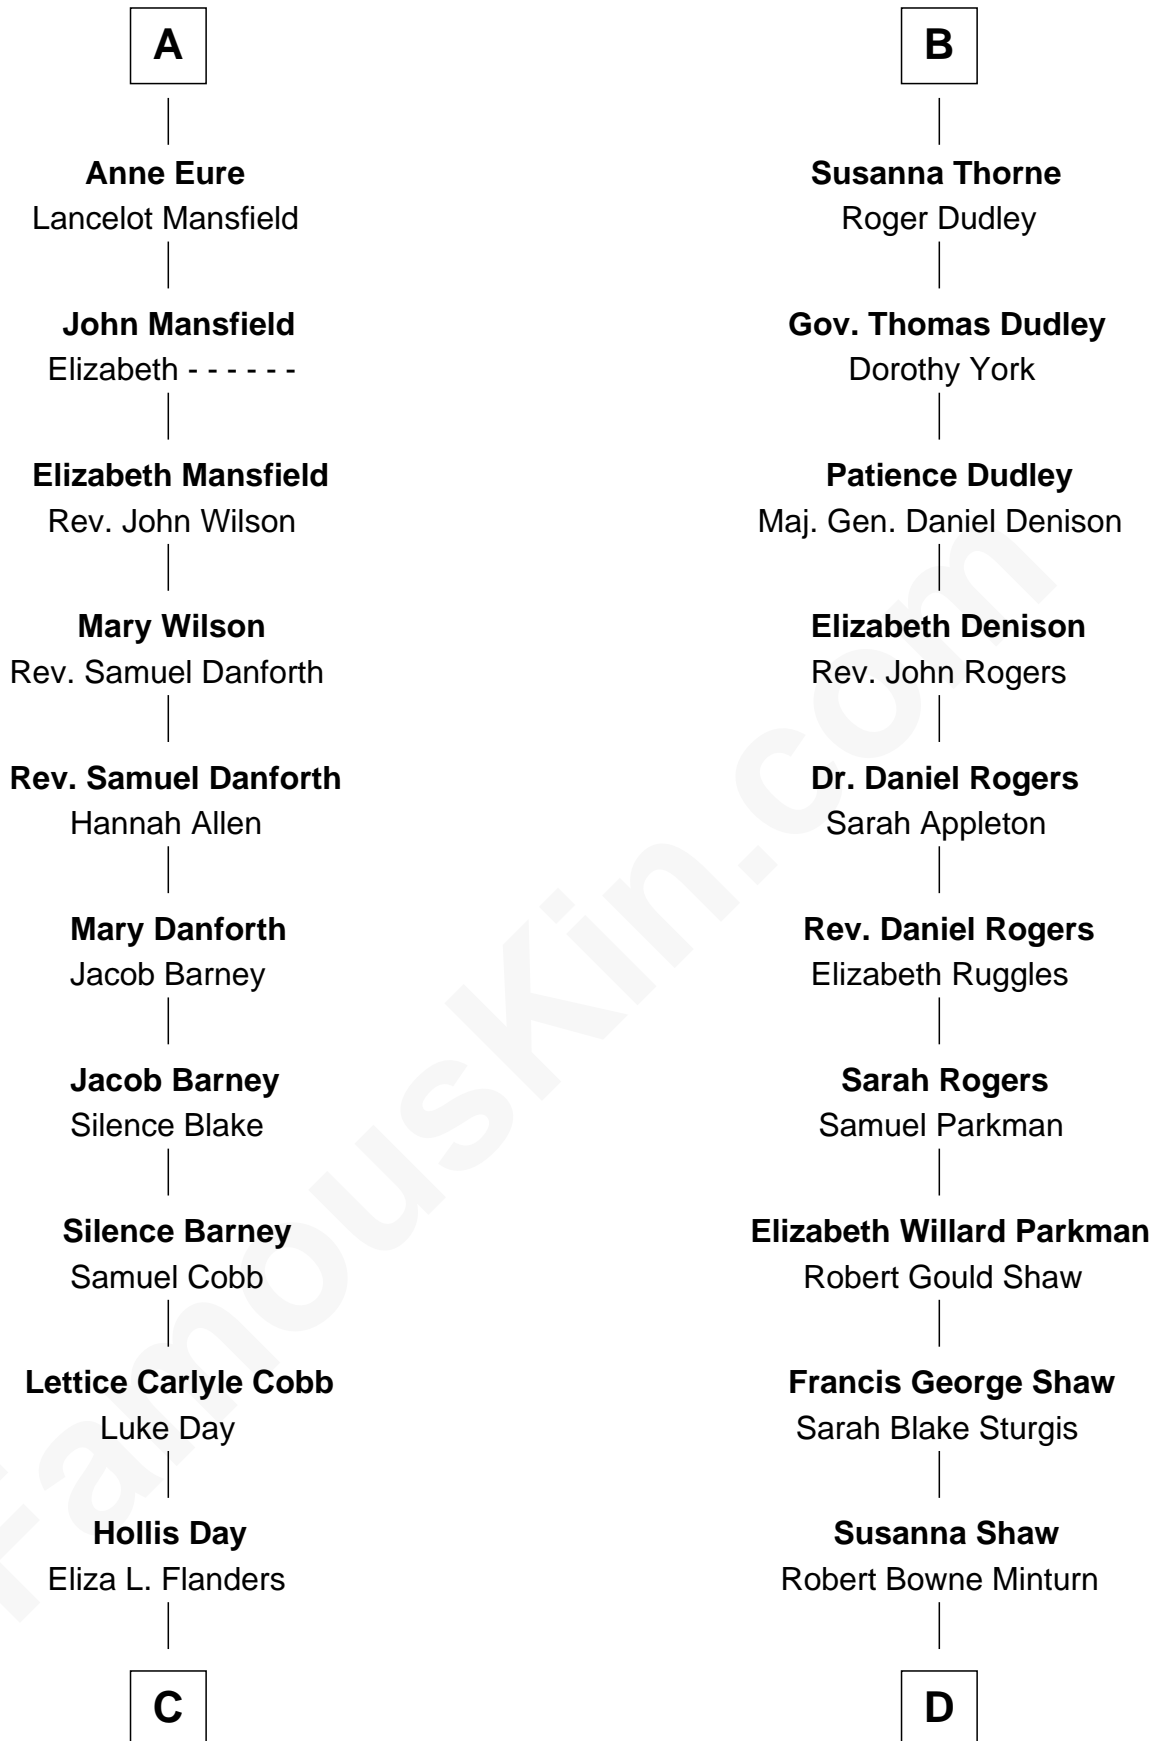 A
Anne Eure
Lancelot Mansfield
John Mansfield
Elizabeth - - - - - -
Elizabeth Mansfield
Rev. John Wilson
Mary Wilson
Rev. Samuel Danforth
Rev. Samuel Danforth
Hannah Allen
Mary Danforth
Jacob Barney
Jacob Barney
Silence Blake
Silence Barney
Samuel Cobb
Lettice Carlyle Cobb
Luke Day
Hollis Day
Eliza L. Flanders
C
B
Susanna Thorne
Roger Dudley
Gov. Thomas Dudley
Dorothy York
Patience Dudley
Maj. Gen. Daniel Denison
Elizabeth Denison
Rev. John Rogers
Dr. Daniel Rogers
Sarah Appleton
Rev. Daniel Rogers
Elizabeth Ruggles
Sarah Rogers
Samuel Parkman
Elizabeth Willard Parkman
Robert Gould Shaw
Francis George Shaw
Sarah Blake Sturgis
Susanna Shaw
Robert Bowne Minturn
D
FamousKin.com